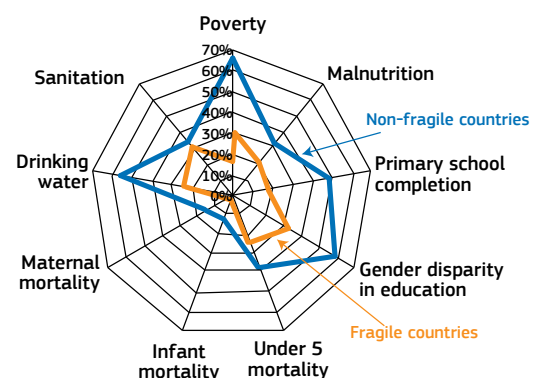 Poverty
70%
60%
50%
40%
30%
20%
10%
0%
Sanitation
Malnutrition
Non-fragile countries
Drinking
water
Primary school
completion
Maternal
mortality
Gender disparity
in education
Fragile countries
Infant
mortality
Under 5
mortality